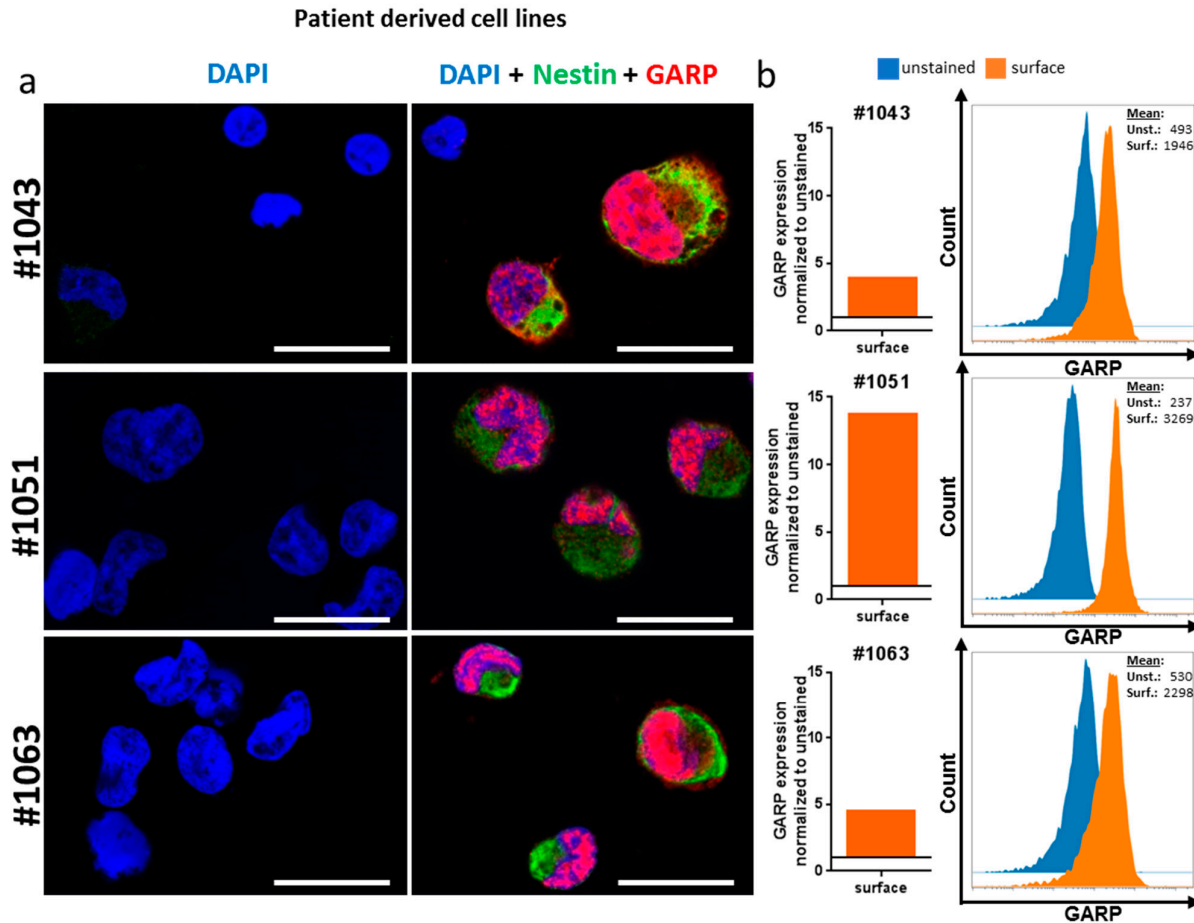 Patient derived cell lines
a
DAPI
DAPI + Nestin + GARP
b
unstained surface
#1043
#1043
GARP expression
normalized to unstained
15
10
5
0
surface
Count
Mean:
Unst.: 493
Surf.: 1946
GARP
#1051
#1051
GARP expression
normalized to unstained
15
10
5
0
surface
Count
Mean:
Unst.: 237
Surf.: 3269
GARP
#1063
#1063
GARP expression
normalized to unstained
15
10
5
0
surface
Count
Mean:
Unst.: 530
Surf.: 2298
GARP